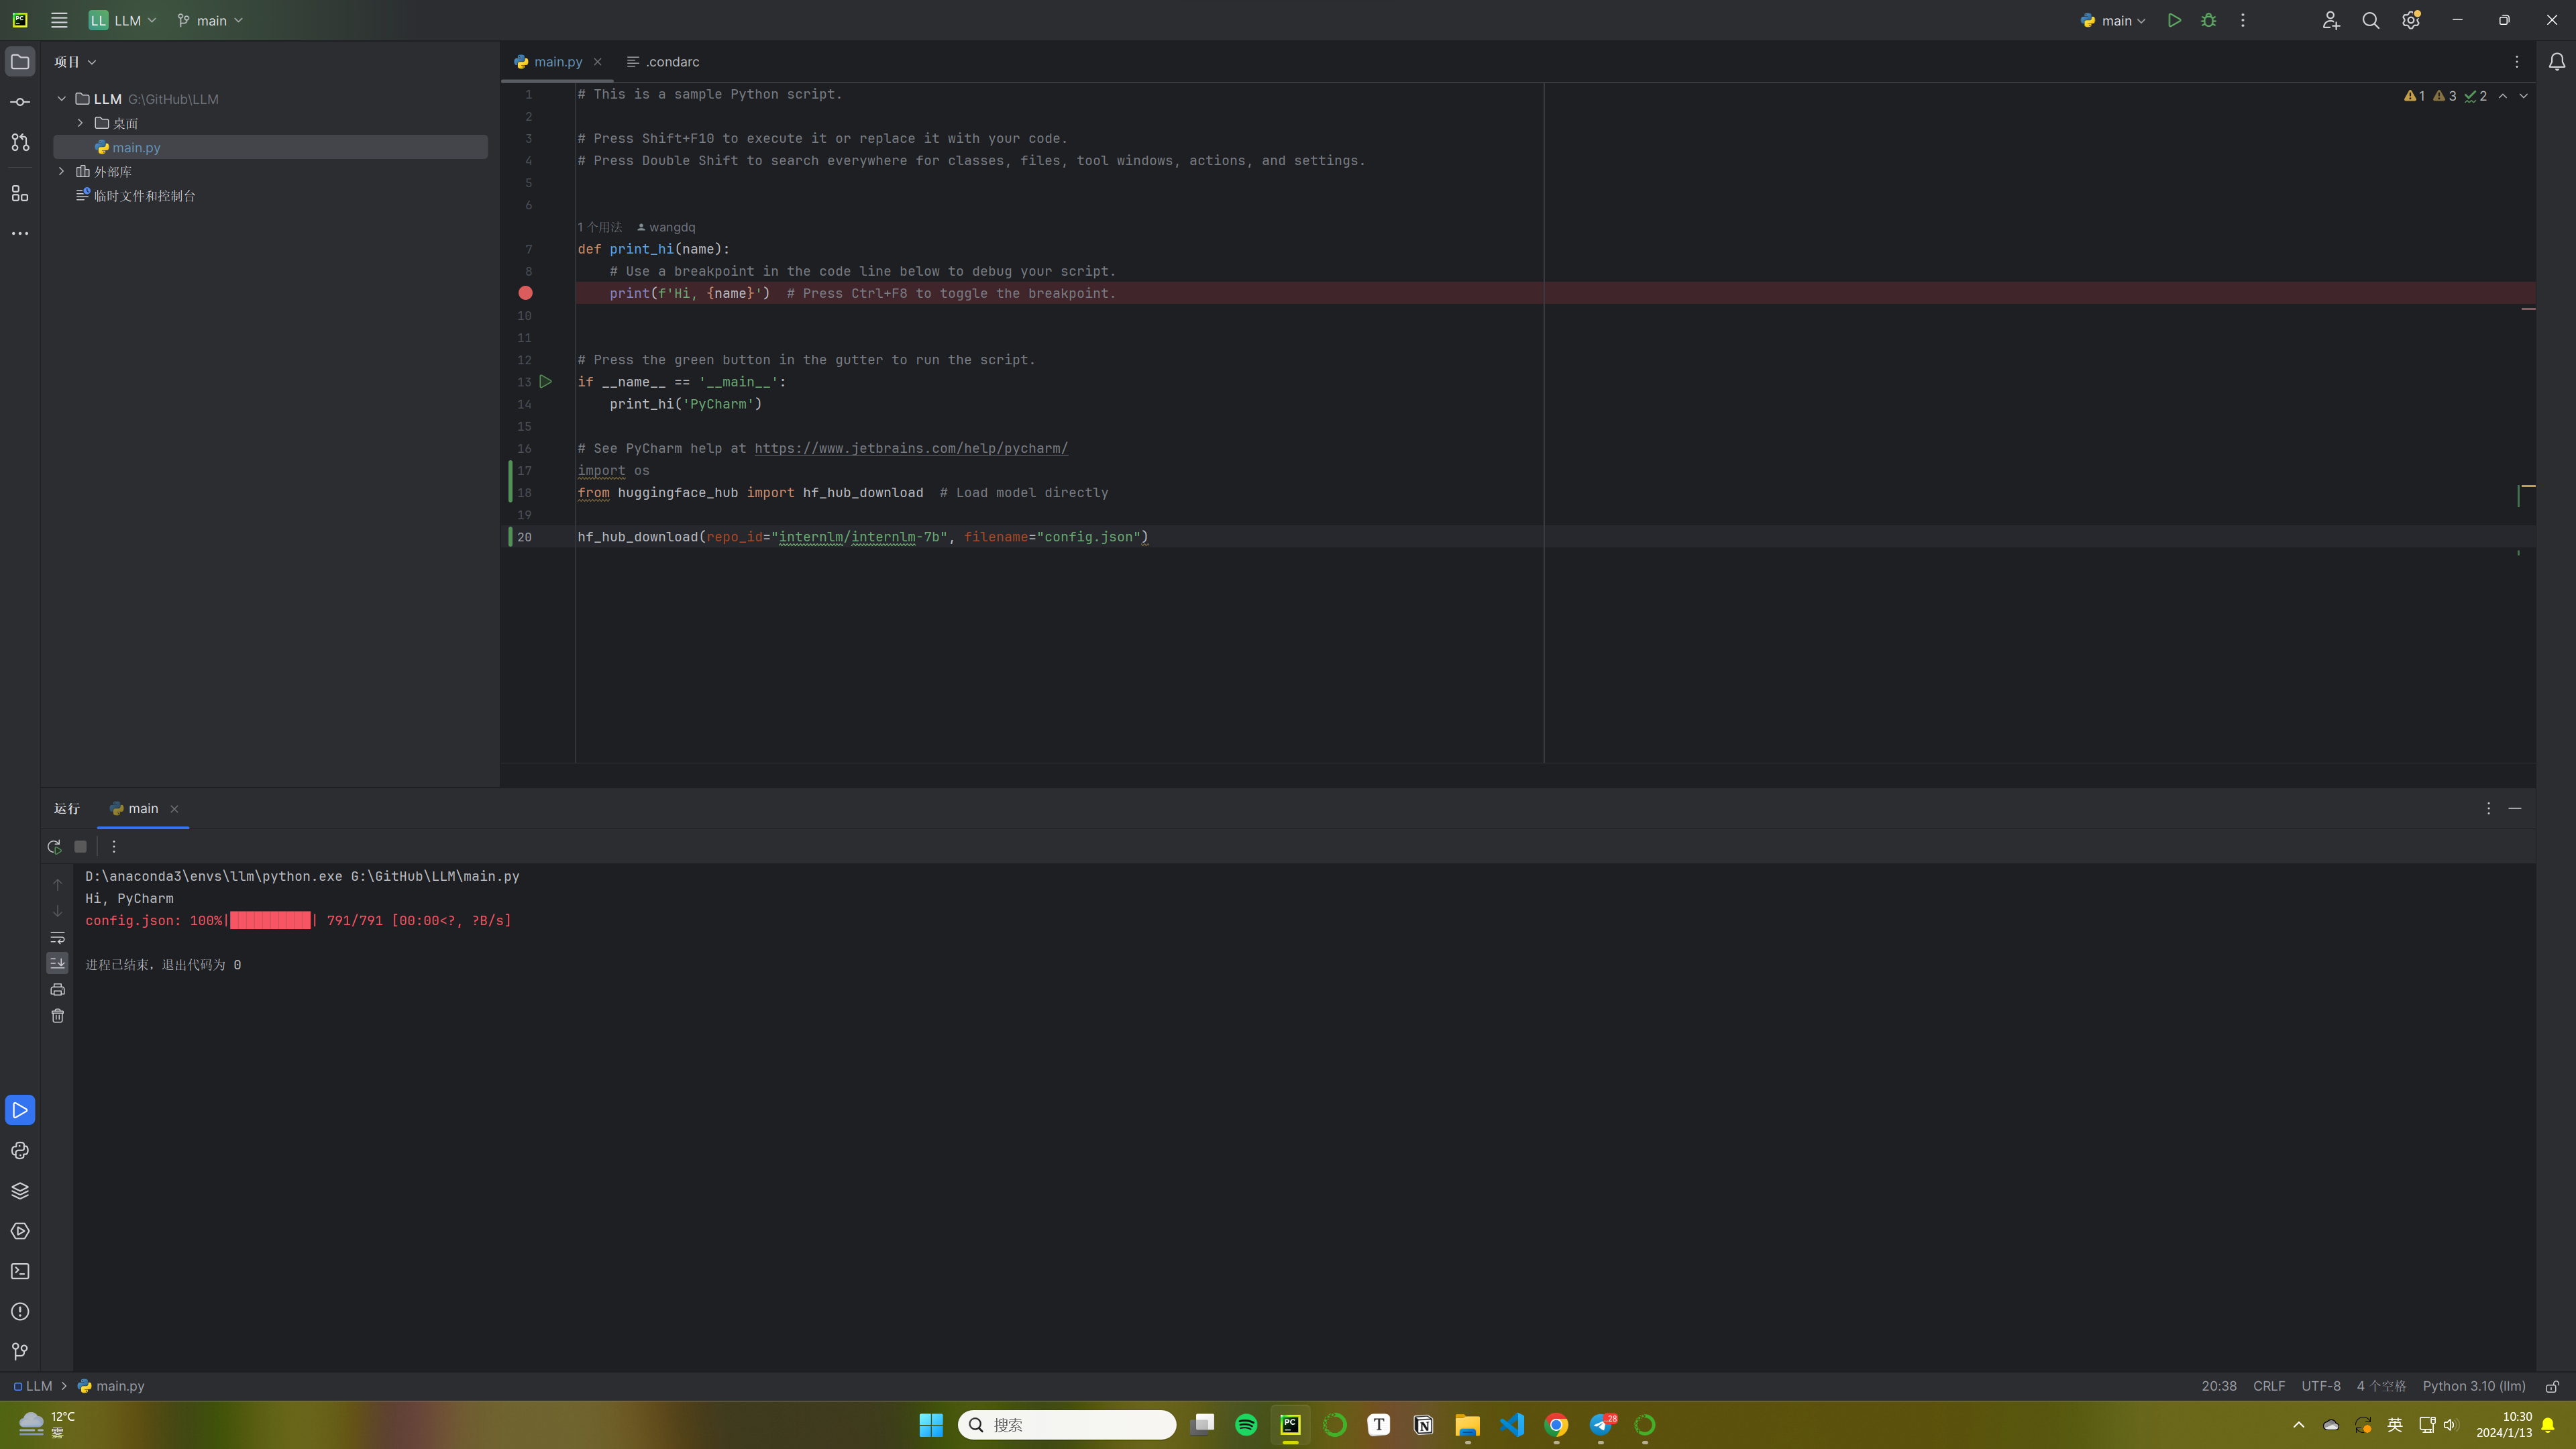 PC LL LLM main main
项目
LLM G:\GitHub\LLM
桌面
main.py
外部库
临时文件和控制台
main.py .condarc
1 3 2
1 # This is a sample Python script.
2
3 # Press Shift+F10 to execute it or replace it with your code.
4 # Press Double Shift to search everywhere for classes, files, tool windows, actions, and settings.
5
6
1 个用法 wangdq
7 def print_hi(name):
8 # Use a breakpoint in the code line below to debug your script.
print(f'Hi, {name}') # Press Ctrl+F8 to toggle the breakpoint.
10
11
12 # Press the green button in the gutter to run the script.
13 if __name__ == '__main__':
14 print_hi('PyCharm')
15
16 # See PyCharm help at https://www.jetbrains.com/help/pycharm/
17 import os
18 from huggingface_hub import hf_hub_download # Load model directly
19
20 hf_hub_download(repo_id="internlm/internlm-7b", filename="config.json")
运行 main
D:\anaconda3\envs\llm\python.exe G:\GitHub\LLM\main.py
Hi, PyCharm
config.json: 100%|██████████| 791/791 [00:00<?, ?B/s]
进程已结束，退出代码为 0
LLM main.py
20:38 CRLF UTF-8 4 个空格 Python 3.10 (llm)
12°C
雾
搜索
PC
T
N
28
英
10:30
2024/1/13